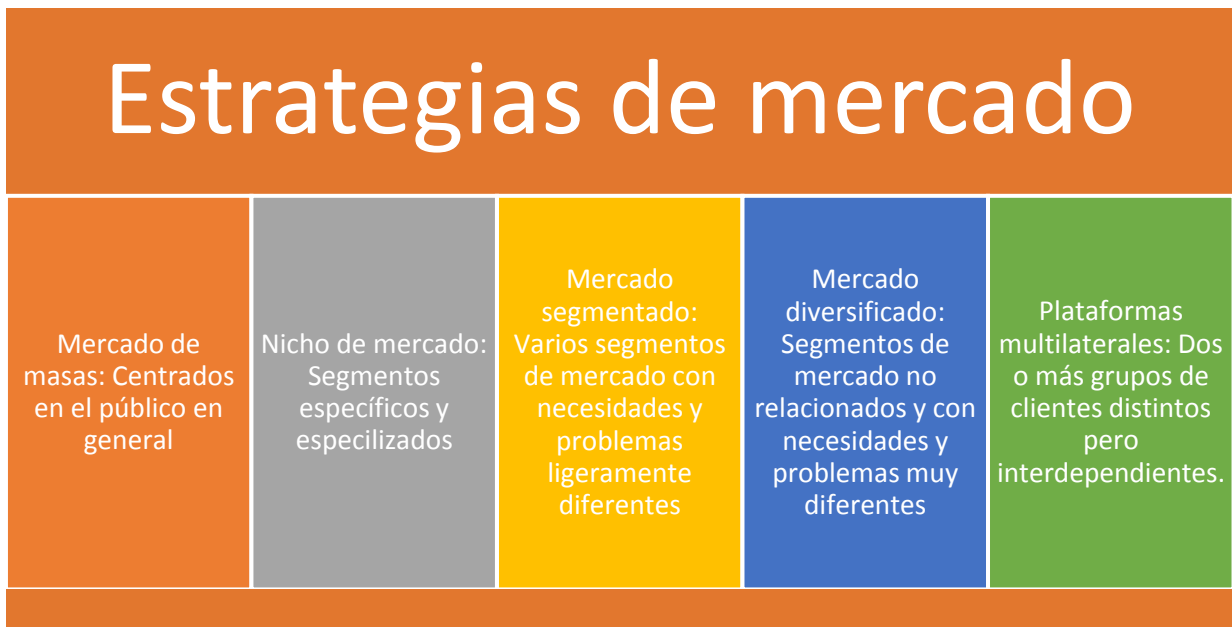 Estrategias de mercado
Mercado de
masas: Centrados
en el público en
general
Nicho de mercado:
Segmentos
específicos y
especilizados
Mercado
segmentado:
Varios segmentos
de mercado con
necesidades y
problemas
ligeramente
diferentes
Mercado
diversificado:
Segmentos de
mercado no
relacionados y con
necesidades y
problemas muy
diferentes
Plataformas
multilaterales: Dos
o más grupos de
clientes distintos
pero
interdependientes.